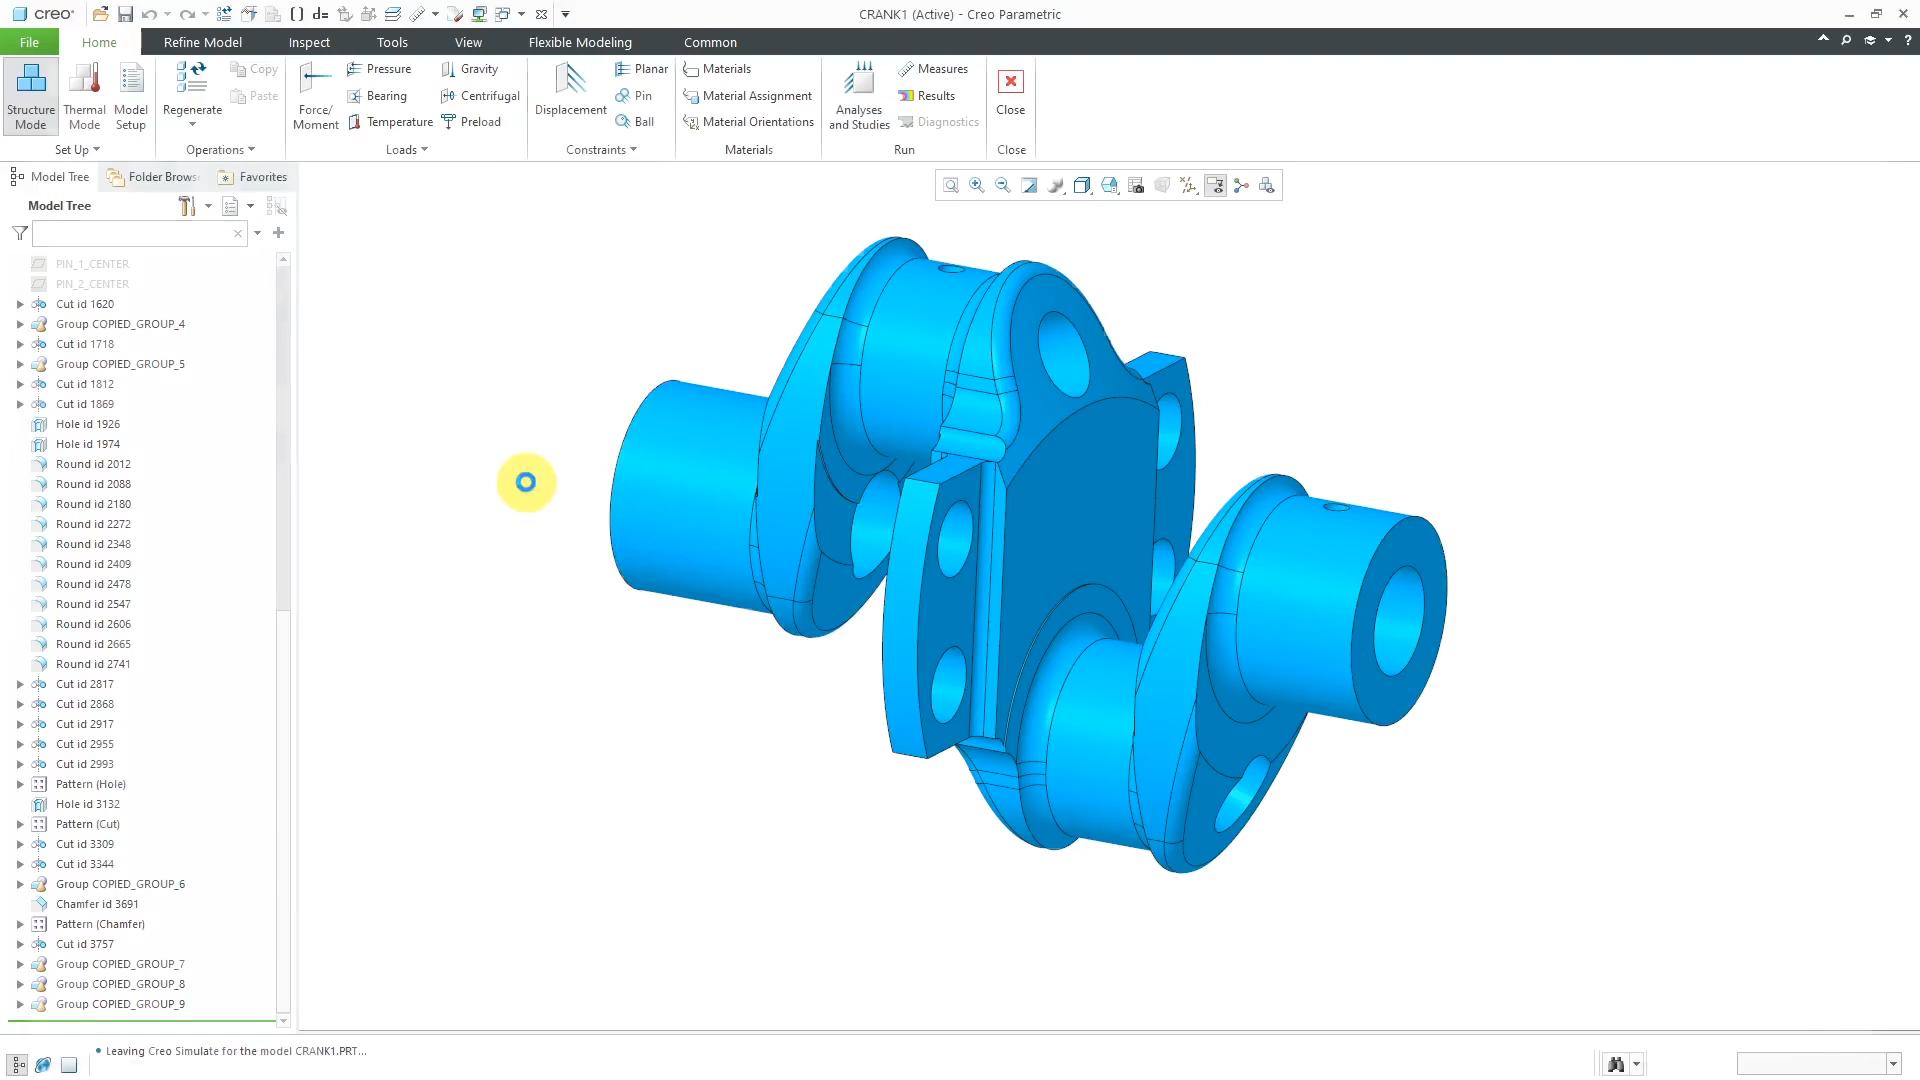 creo
CRANK1 (Active) - Creo Parametric
File
Home
Refine Model
Inspect
Tools
View
Flexible Modeling
Common
Structure Mode
Thermal Mode
Model Setup
Set Up
Regenerate
Copy
Paste
Operations
Force/ Moment
Pressure
Bearing
Temperature
Gravity
Centrifugal
Preload
Loads
Displacement
Planar
Pin
Ball
Constraints
Materials
Material Assignment
Material Orientations
Materials
Analyses and Studies
Measures
Results
Diagnostics
Run
Close
Close
Model Tree
Folder Brows
Favorites
Model Tree
PIN_1_CENTER
PIN_2_CENTER
Cut id 1620
Group COPIED_GROUP_4
Cut id 1718
Group COPIED_GROUP_5
Cut id 1812
Cut id 1869
Hole id 1926
Hole id 1974
Round id 2012
Round id 2088
Round id 2180
Round id 2272
Round id 2348
Round id 2409
Round id 2478
Round id 2547
Round id 2606
Round id 2665
Round id 2741
Cut id 2817
Cut id 2868
Cut id 2917
Cut id 2955
Cut id 2993
Pattern (Hole)
Hole id 3132
Pattern (Cut)
Cut id 3309
Cut id 3344
Group COPIED_GROUP_6
Chamfer id 3691
Pattern (Chamfer)
Cut id 3757
Group COPIED_GROUP_7
Group COPIED_GROUP_8
Group COPIED_GROUP_9
• Leaving Creo Simulate for the model CRANK1.PRT...